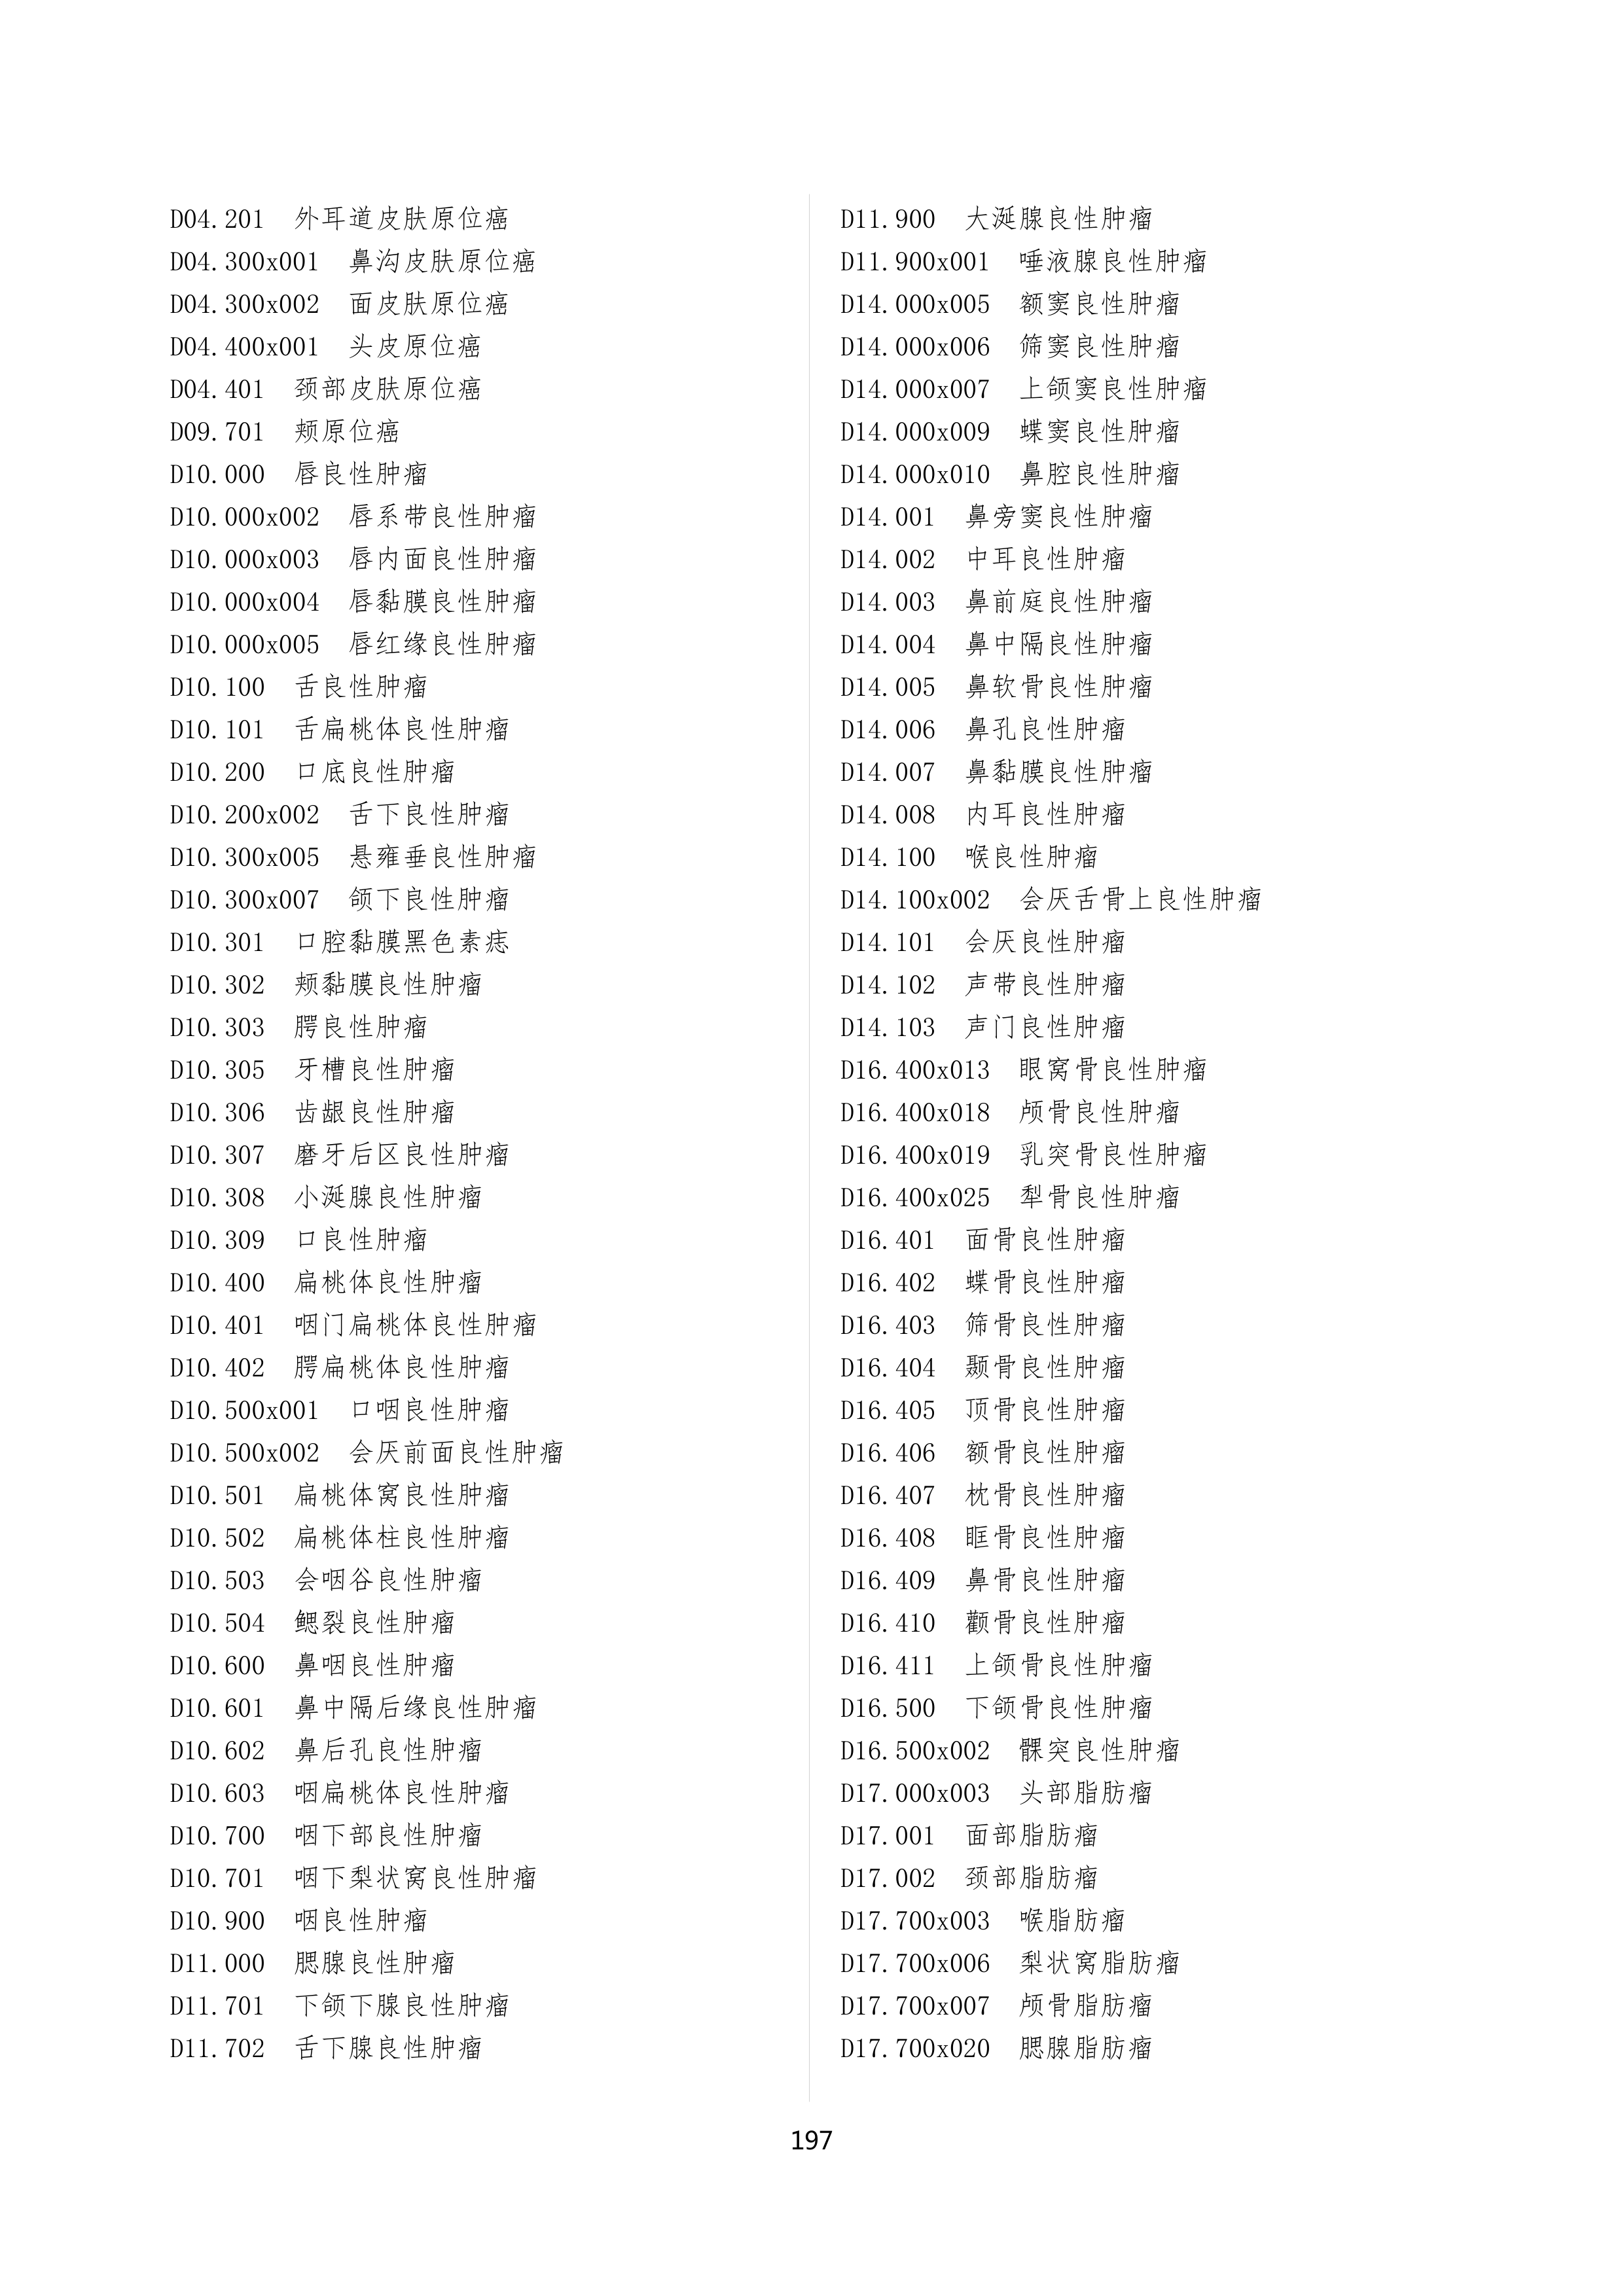 D04.201 外耳道皮肤原位癌
D04.300x001 鼻沟皮肤原位癌
D04.300x002 面皮肤原位癌
D04.400x001 头皮原位癌
D04.401 颈部皮肤原位癌
D09.701 颊原位癌
D10.000 唇良性肿瘤
D10.000x002 唇系带良性肿瘤
D10.000x003 唇内面良性肿瘤
D10.000x004 唇黏膜良性肿瘤
D10.000x005 唇红缘良性肿瘤
D10.100 舌良性肿瘤
D10.101 舌扁桃体良性肿瘤
D10.200 口底良性肿瘤
D10.200x002 舌下良性肿瘤
D10.300x005 悬雍垂良性肿瘤
D10.300x007 颌下良性肿瘤
D10.301 口腔黏膜黑色素痣
D10.302 颊黏膜良性肿瘤
D10.303 腭良性肿瘤
D10.305 牙槽良性肿瘤
D10.306 齿龈良性肿瘤
D10.307 磨牙后区良性肿瘤
D10.308 小涎腺良性肿瘤
D10.309 口良性肿瘤
D10.400 扁桃体良性肿瘤
D10.401 咽门扁桃体良性肿瘤
D10.402 腭扁桃体良性肿瘤
D10.500x001 口咽良性肿瘤
D10.500x002 会厌前面良性肿瘤
D10.501 扁桃体窝良性肿瘤
D10.502 扁桃体柱良性肿瘤
D10.503 会咽谷良性肿瘤
D10.504 鳃裂良性肿瘤
D10.600 鼻咽良性肿瘤
D10.601 鼻中隔后缘良性肿瘤
D10.602 鼻后孔良性肿瘤
D10.603 咽扁桃体良性肿瘤
D10.700 咽下部良性肿瘤
D10.701 咽下梨状窝良性肿瘤
D10.900 咽良性肿瘤
D11.000 腮腺良性肿瘤
D11.701 下颌下腺良性肿瘤
D11.702 舌下腺良性肿瘤
D11.900 大涎腺良性肿瘤
D11.900x001 唾液腺良性肿瘤
D14.000x005 额窦良性肿瘤
D14.000x006 筛窦良性肿瘤
D14.000x007 上颌窦良性肿瘤
D14.000x009 蝶窦良性肿瘤
D14.000x010 鼻腔良性肿瘤
D14.001 鼻旁窦良性肿瘤
D14.002 中耳良性肿瘤
D14.003 鼻前庭良性肿瘤
D14.004 鼻中隔良性肿瘤
D14.005 鼻软骨良性肿瘤
D14.006 鼻孔良性肿瘤
D14.007 鼻黏膜良性肿瘤
D14.008 内耳良性肿瘤
D14.100 喉良性肿瘤
D14.100x002 会厌舌骨上良性肿瘤
D14.101 会厌良性肿瘤
D14.102 声带良性肿瘤
D14.103 声门良性肿瘤
D16.400x013 眼窝骨良性肿瘤
D16.400x018 颅骨良性肿瘤
D16.400x019 乳突骨良性肿瘤
D16.400x025 犁骨良性肿瘤
D16.401 面骨良性肿瘤
D16.402 蝶骨良性肿瘤
D16.403 筛骨良性肿瘤
D16.404 颞骨良性肿瘤
D16.405 顶骨良性肿瘤
D16.406 额骨良性肿瘤
D16.407 枕骨良性肿瘤
D16.408 眶骨良性肿瘤
D16.409 鼻骨良性肿瘤
D16.410 颧骨良性肿瘤
D16.411 上颌骨良性肿瘤
D16.500 下颌骨良性肿瘤
D16.500x002 髁突良性肿瘤
D17.000x003 头部脂肪瘤
D17.001 面部脂肪瘤
D17.002 颈部脂肪瘤
D17.700x003 喉脂肪瘤
D17.700x006 梨状窝脂肪瘤
D17.700x007 颅骨脂肪瘤
D17.700x020 腮腺脂肪瘤
197